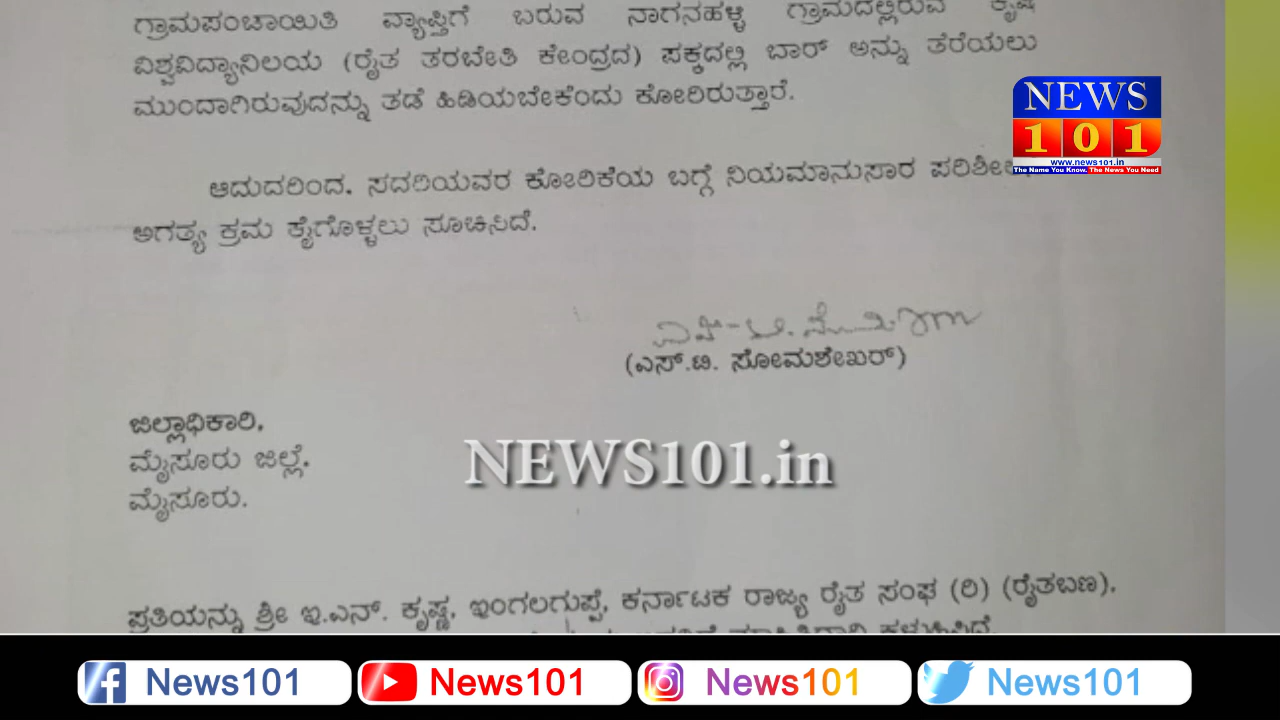 ಗ್ರಾಮಪಂಚಾಯಿತಿ ವ್ಯಾಪ್ತಿಗೆ ಬರುವ ನಾಗನಹಳ್ಳಿ ಗ್ರಾಮದಲ್ಲಿರುವ ಕೃಷಿ
ವಿಶ್ವವಿದ್ಯಾನಿಲಯ (ರೈತ ತರಬೇತಿ ಕೇಂದ್ರದ) ಪಕ್ಕದಲ್ಲಿ ಬಾರ್ ಅನ್ನು ತೆರೆಯಲು
ಮುಂದಾಗಿರುವುದನ್ನು ತಡೆ ಹಿಡಿಯಬೇಕೆಂದು ಕೋರಿರುತ್ತಾರೆ.
NEWS
101
www.news101.in
The Name You Know. The News You Need
ಆದುದರಿಂದ, ಸದರಿಯವರ ಕೋರಿಕೆಯ ಬಗ್ಗೆ ನಿಯಮಾನುಸಾರ
ಅಗತ್ಯ ಕ್ರಮ ಕೈಗೊಳ್ಳಲು ಸೂಚಿಸಿದೆ.
(ಎಸ್.ಟಿ. ಸೋಮಶೇಖರ್)
ಜಿಲ್ಲಾಧಿಕಾರಿ,
ಮೈಸೂರು ಜಿಲ್ಲೆ,
ಮೈಸೂರು.
NEWS101.in
ಪ್ರತಿಯನ್ನು ಶ್ರೀ ಇ.ಎನ್. ಕೃಷ್ಣ, ಇಂಗಲಗುಪ್ಪೆ, ಕರ್ನಾಟಕ ರಾಜ್ಯ ರೈತ ಸಂಘ (ರಿ) (ರೈತಬಣ),
News101 News101 News101 News101